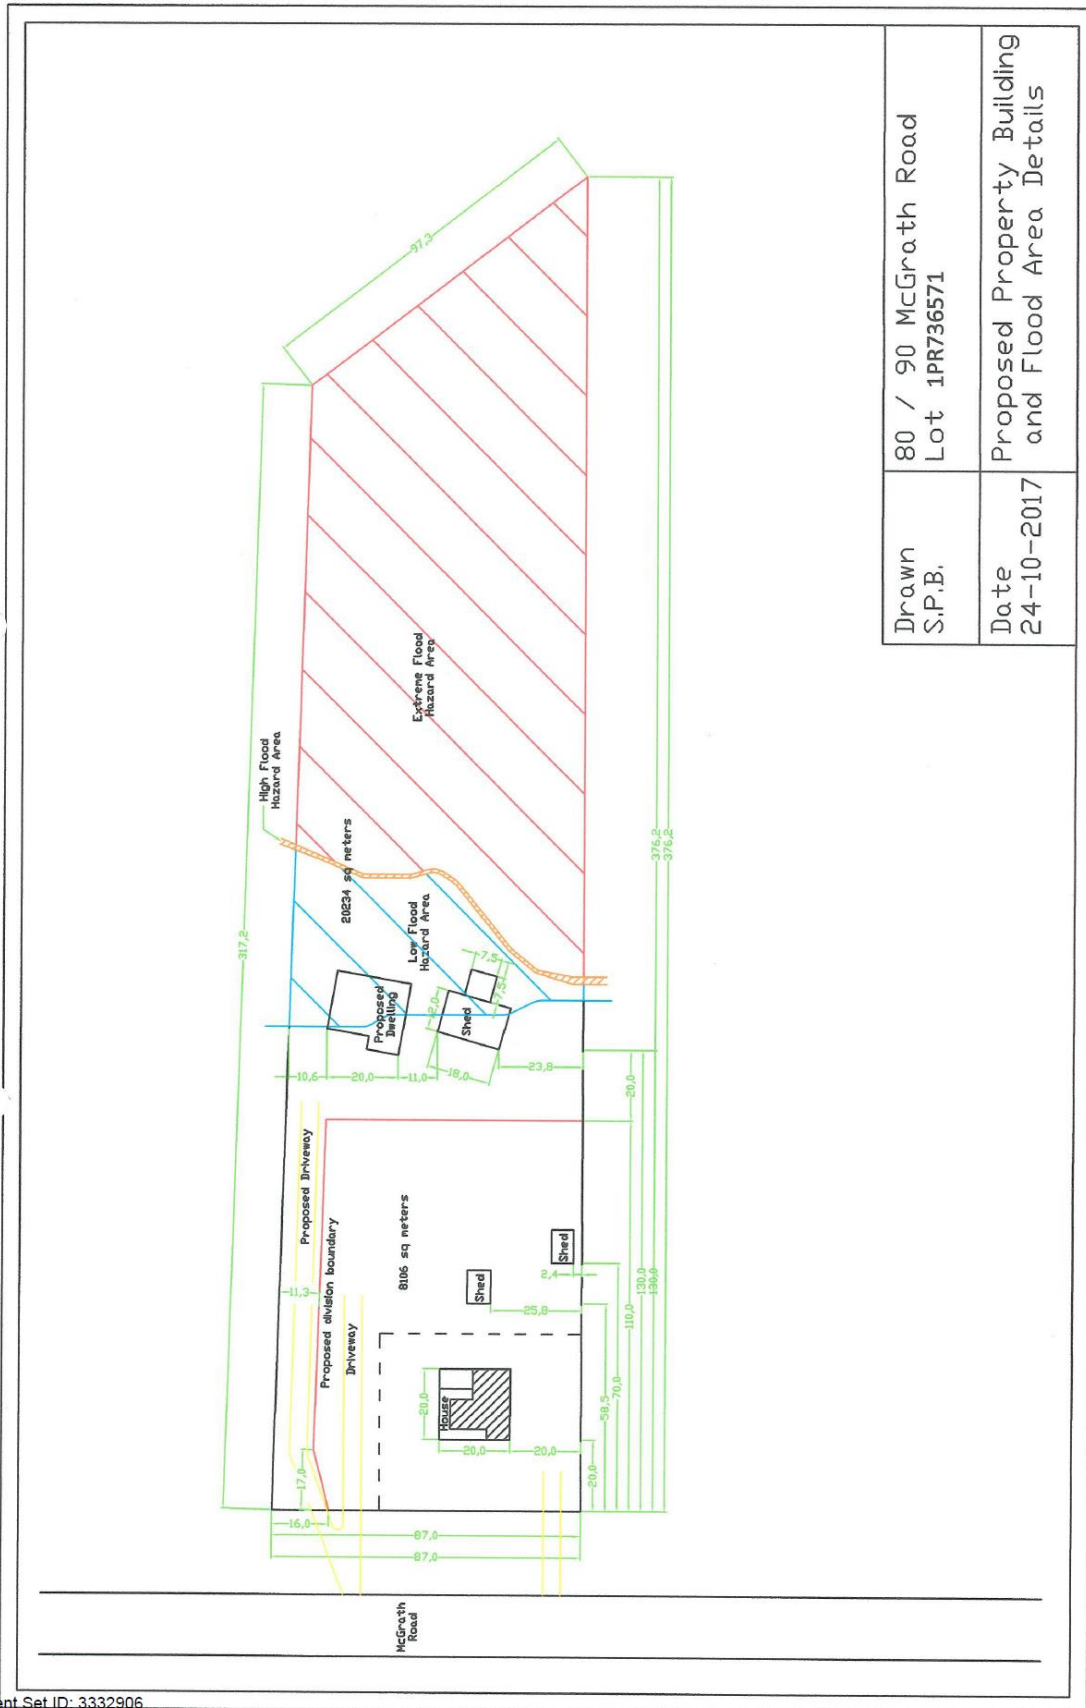 80 / 90 McGrath Road
Lot 1PR736571
Proposed Property Building
and Flood Area Details
Drawn
S.P.B.
Date
24-10-2017
97,3
High Flood
Hazard Area
Extreme Flood
Hazard Area
317,2
20234 sq meters
Low Flood
Hazard Area
376,2
376,2
Proposed
Dwelling
Shed
12,0
7,5
7,5
10,6
20,0
11,0
18,0
23,8
20,0
Proposed Driveway
Proposed division boundary
8106 sq meters
11,3
Driveway
Shed
Shed
2,4
25,8
130,0
130,0
110,0
House
20,0
20,0
20,0
58,5
70,0
20,0
17,0
16,0
87,0
87,0
McGrath
Road
ent Set ID: 3332906